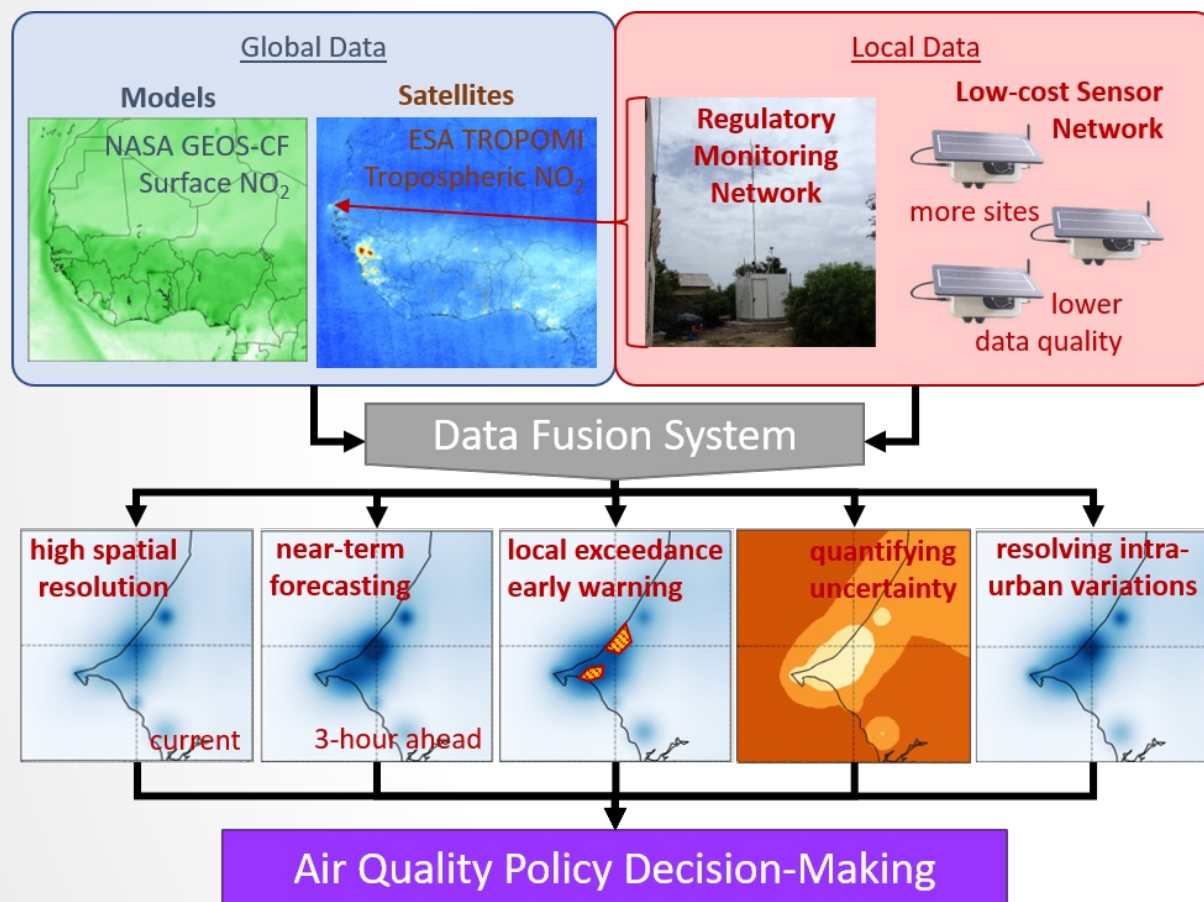 Global Data
Models
NASA GEOS-CF
Surface NO₂
Satellites
ESA TROPOMI
Tropospheric NO₂
Local Data
Regulatory
Monitoring
Network
Low-cost Sensor
Network
more sites
lower
data quality
Data Fusion System
high spatial
resolution
current
near-term
forecasting
3-hour ahead
local exceedance
early warning
quantifying
uncertainty
resolving intra-
urban variations
Air Quality Policy Decision-Making